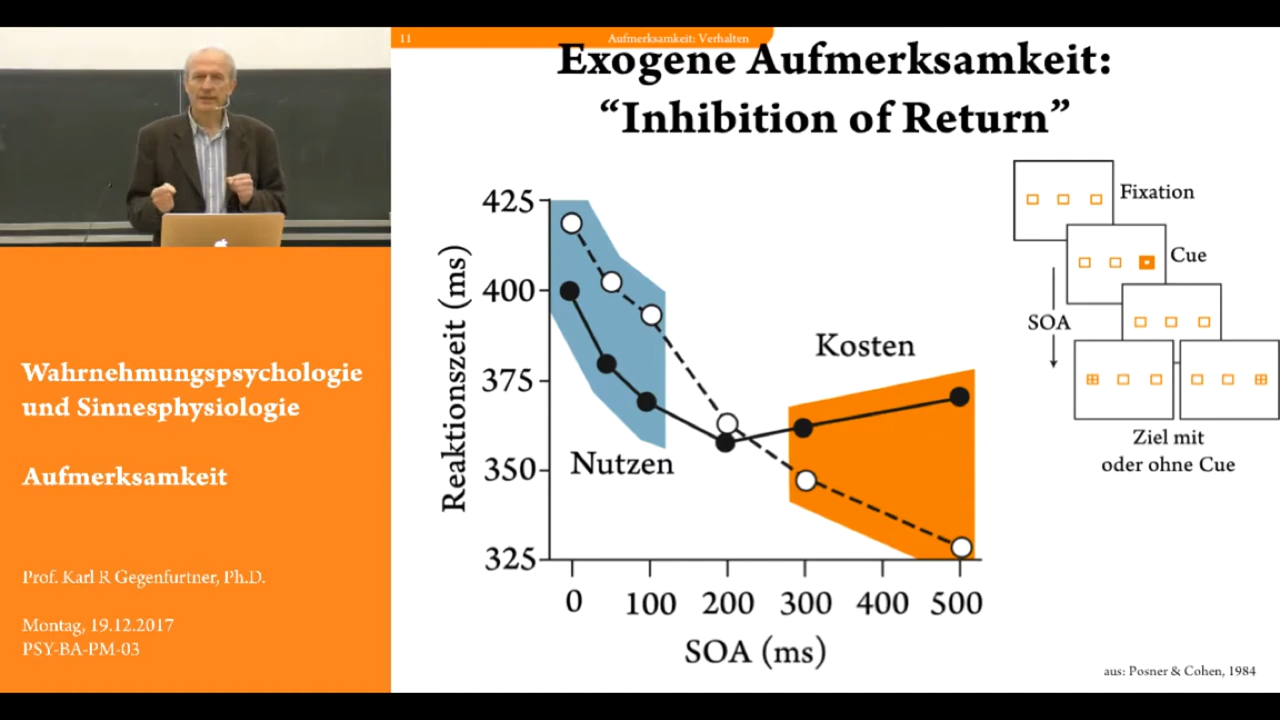 11
Aufmerksamkeit: Verhalten
Exogene Aufmerksamkeit:
“Inhibition of Return”
Wahrnehmungspsychologie
und Sinnesphysiologie
Aufmerksamkeit
Prof. Karl R Gegenfurtner, Ph.D.
Montag, 19.12.2017
PSY-BA-PM-03
Reaktionszeit (ms)
425
400
375
350
325
Nutzen
Kosten
0 100 200 300 400 500
SOA (ms)
Fixation
Cue
SOA
Ziel mit
oder ohne Cue
aus: Posner & Cohen, 1984